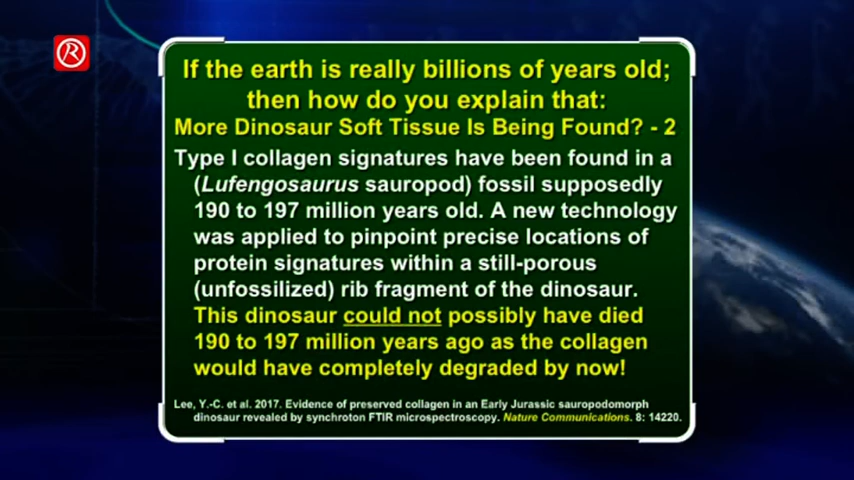 R
If the earth is really billions of years old;
then how do you explain that:
More Dinosaur Soft Tissue Is Being Found? - 2
Type I collagen signatures have been found in a
(Lufengosaurus sauropod) fossil supposedly
190 to 197 million years old. A new technology
was applied to pinpoint precise locations of
protein signatures within a still-porous
(unfossilized) rib fragment of the dinosaur.
This dinosaur could not possibly have died
190 to 197 million years ago as the collagen
would have completely degraded by now!
Lee, Y.-C. et al. 2017. Evidence of preserved collagen in an Early Jurassic sauropodomorph
dinosaur revealed by synchroton FTIR microspectroscopy. Nature Communications. 8: 14220.